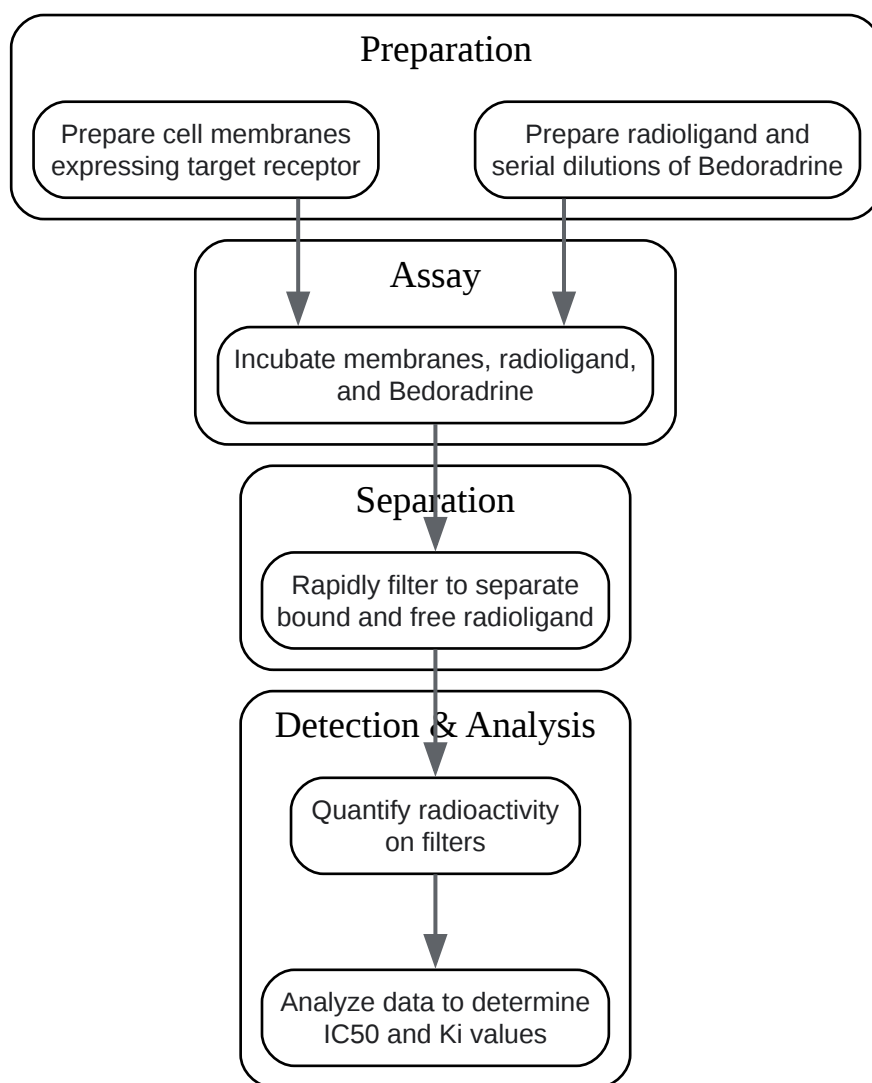 Preparation
Prepare cell membranes
expressing target receptor
Prepare radioligand and
serial dilutions of Bedoradrine
Assay
Incubate membranes, radioligand,
and Bedoradrine
Separation
Rapidly filter to separate
bound and free radioligand
Detection & Analysis
Quantify radioactivity
on filters
Analyze data to determine
IC50 and Ki values